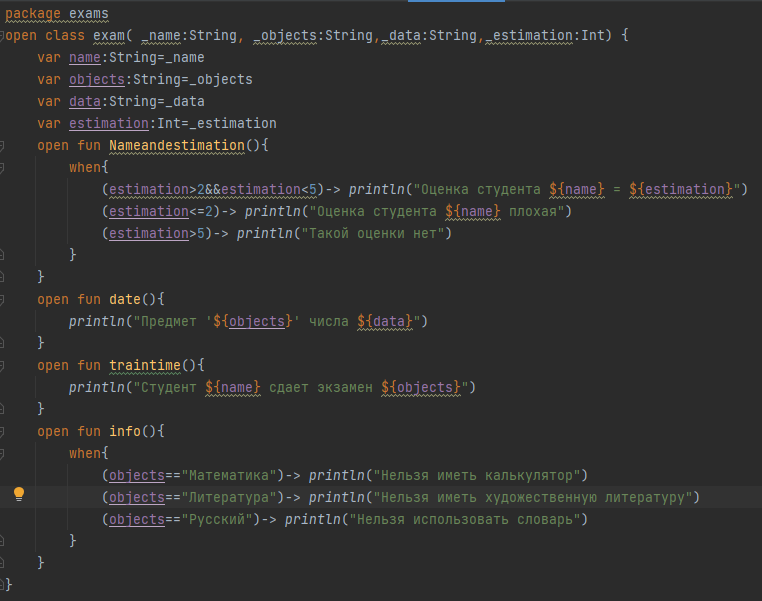 package exams
open class exam( _name:String, _objects:String,_data:String,_estimation:Int) {
    var name:String=_name
    var objects:String=_objects
    var data:String=_data
    var estimation:Int=_estimation
    open fun Nameandestimation(){
        when{
            (estimation>2&&estimation<5)-> println("Оценка студента ${name} = ${estimation}")
            (estimation<=2)-> println("Оценка студента ${name} плохая")
            (estimation>5)-> println("Такой оценки нет")
        }
    }
    open fun date(){
        println("Предмет '${objects}' числа ${data}")
    }
    open fun traintime(){
        println("Студент ${name} сдает экзамен ${objects}")
    }
    open fun info(){
        when{
            (objects=="Математика")-> println("Нельзя иметь калькулятор")
            (objects=="Литература")-> println("Нельзя иметь художественную литературу")
            (objects=="Русский")-> println("Нельзя использовать словарь")
        }
    }
}